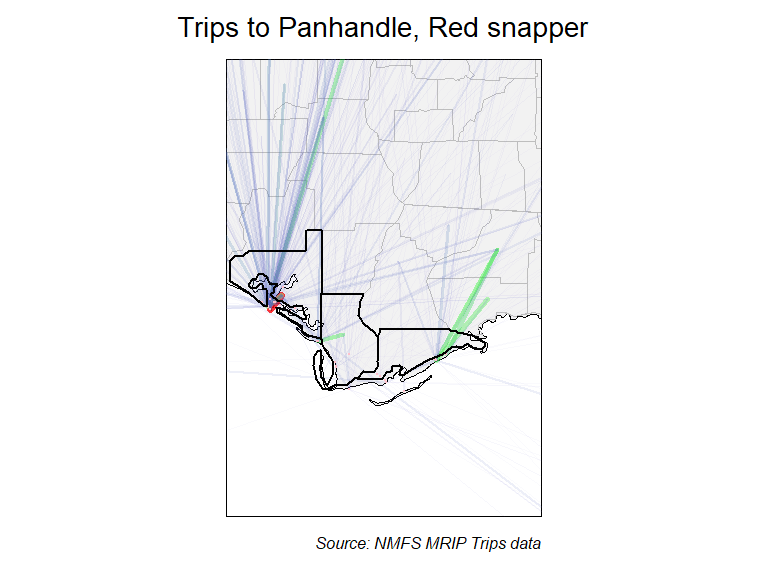 Trips to Panhandle, Red snapper
Source: NMFS MRIP Trips data